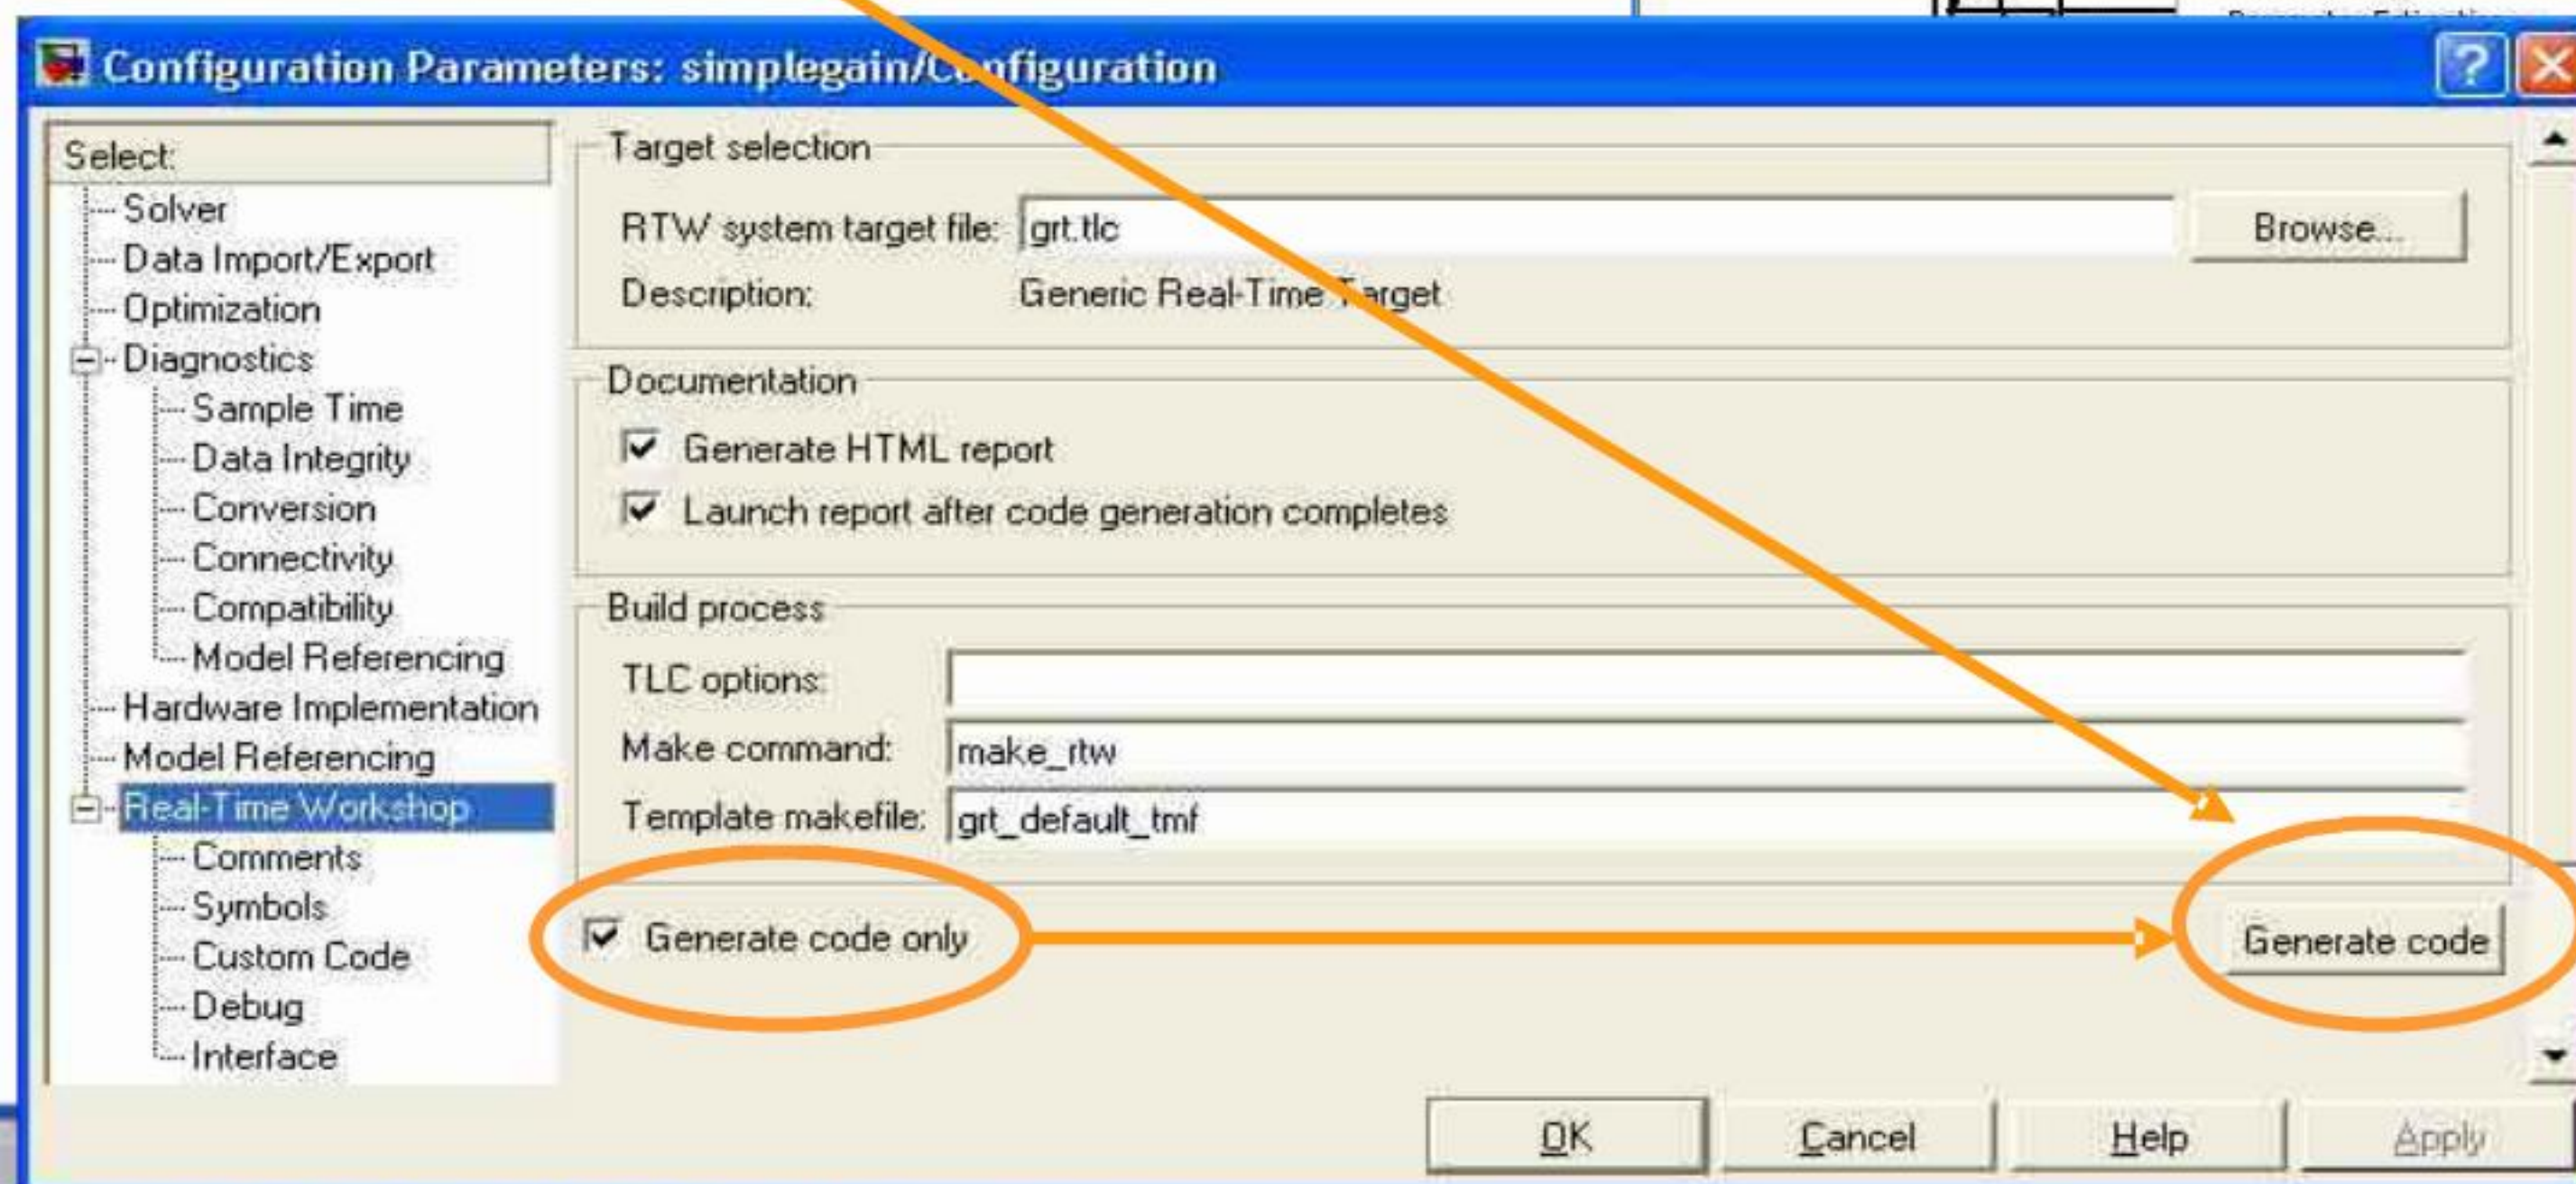 Configuration Parameters: simplegain/Configuration
Select:
Solver
Data Import/Export
Optimization
Diagnostics
Sample Time
Data Integrity
Conversion
Connectivity
Compatibility
Model Referencing
Hardware Implementation
Model Referencing
Real-Time Workshop
Comments
Symbols
Custom Code
Debug
Interface
Target selection
RTW system target file: grt.tlc Browse...
Description: Generic Real-Time Target
Documentation
Generate HTML report
Launch report after code generation completes
Build process
TLC options:
Make command: make_rtw
Template makefile: grt_default_tmf
Generate code only Generate code
OK Cancel Help Apply